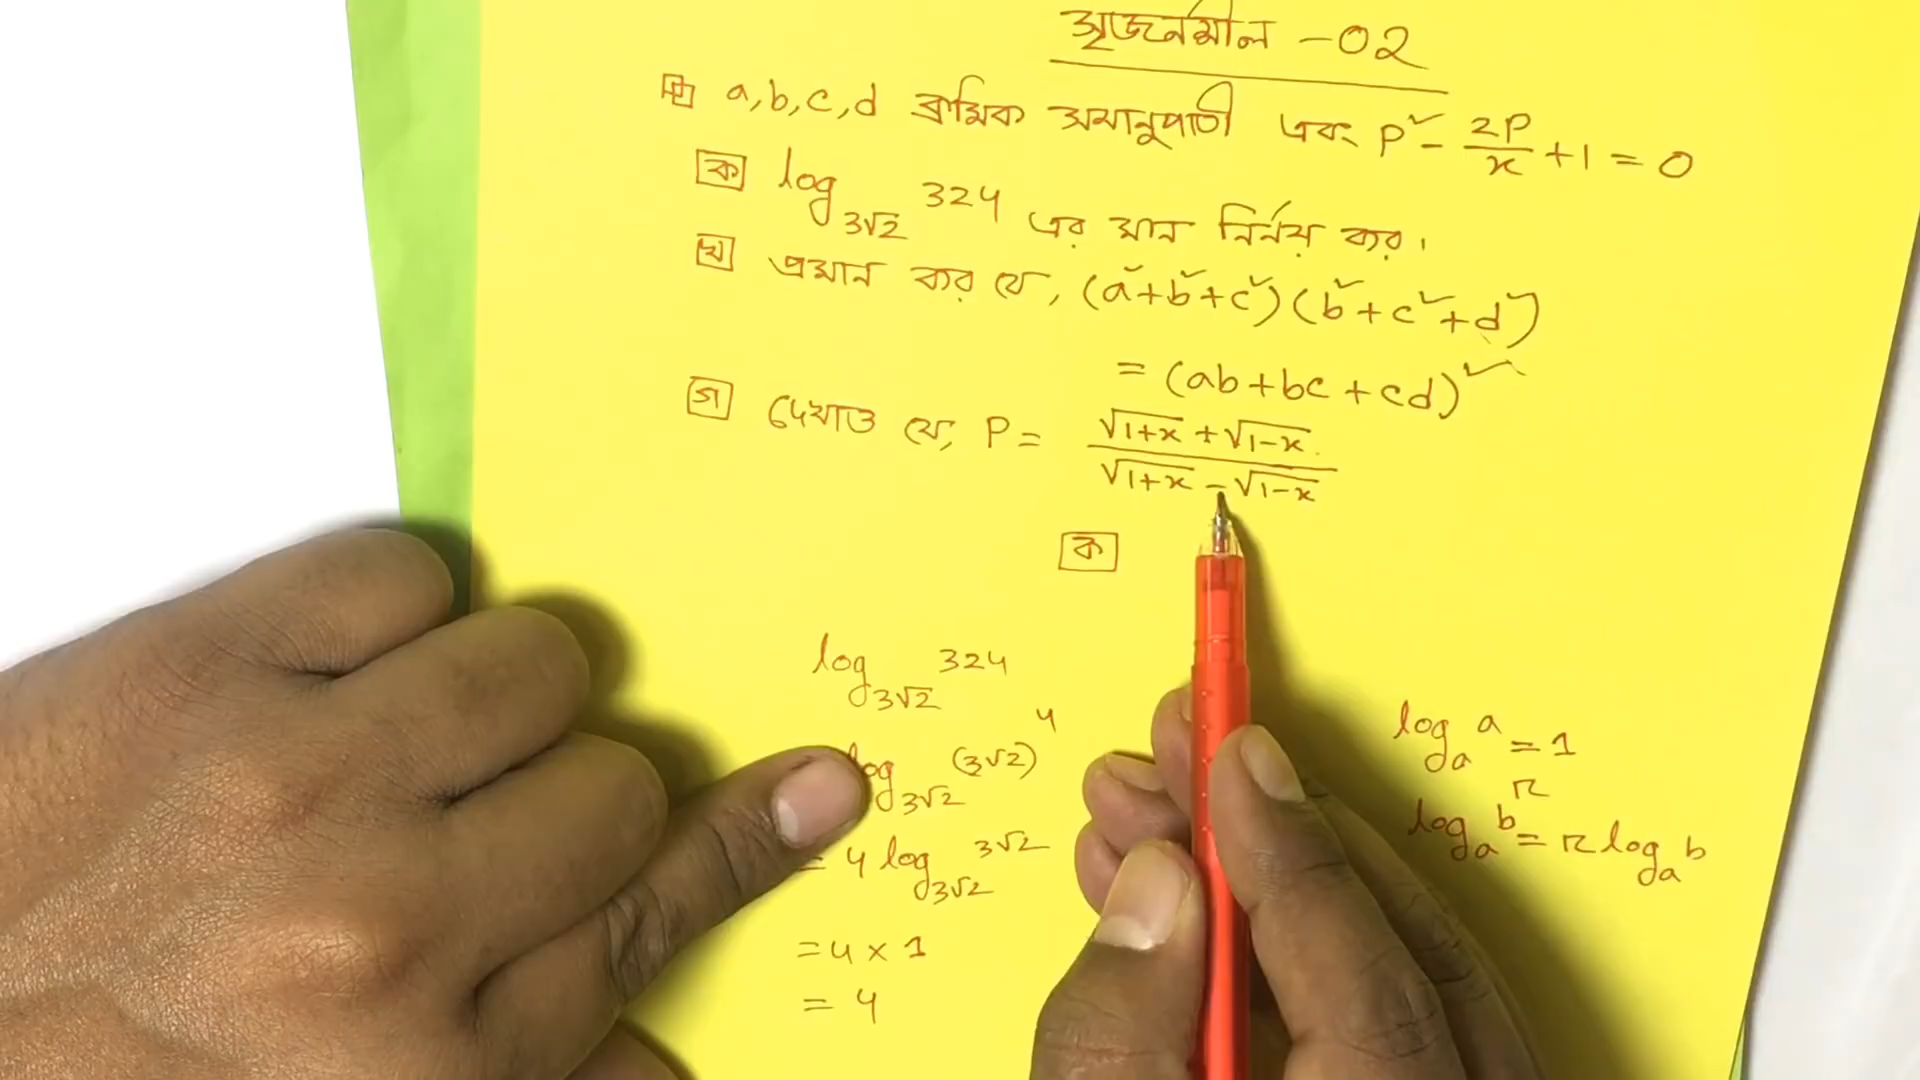 সৃজনশীল -02
a,b,c,d ক্রমিক সমানুপাতী এবং P² - 2P/x + 1 = 0
ক log_{3√2} 324 এর মান নির্নয় কর।
খ প্রমান কর যে, (a²+b²+c²)(b²+c²+d²)
= (ab+bc+cd)²
গ দেখাও যে, P = (√1+x + √1-x)/(√1+x - √1-x)
ক
log_{3√2} 324
log_{3√2} (3√2)^4
= 4 log_{3√2} 3√2
= 4 × 1
= 4
log_a a = 1
log_a b^r = r log_a b